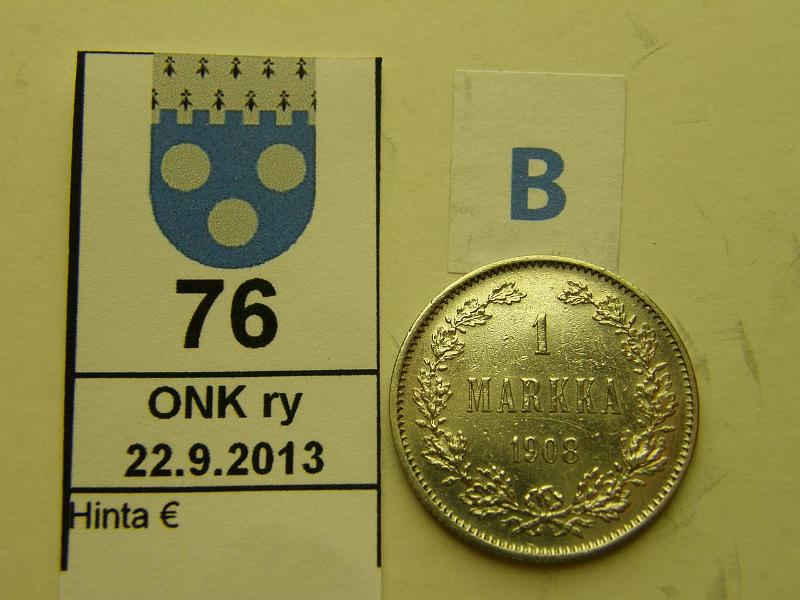 76
ONK ry
22.9.2013
Hinta €
B
1
MARKKA
1908